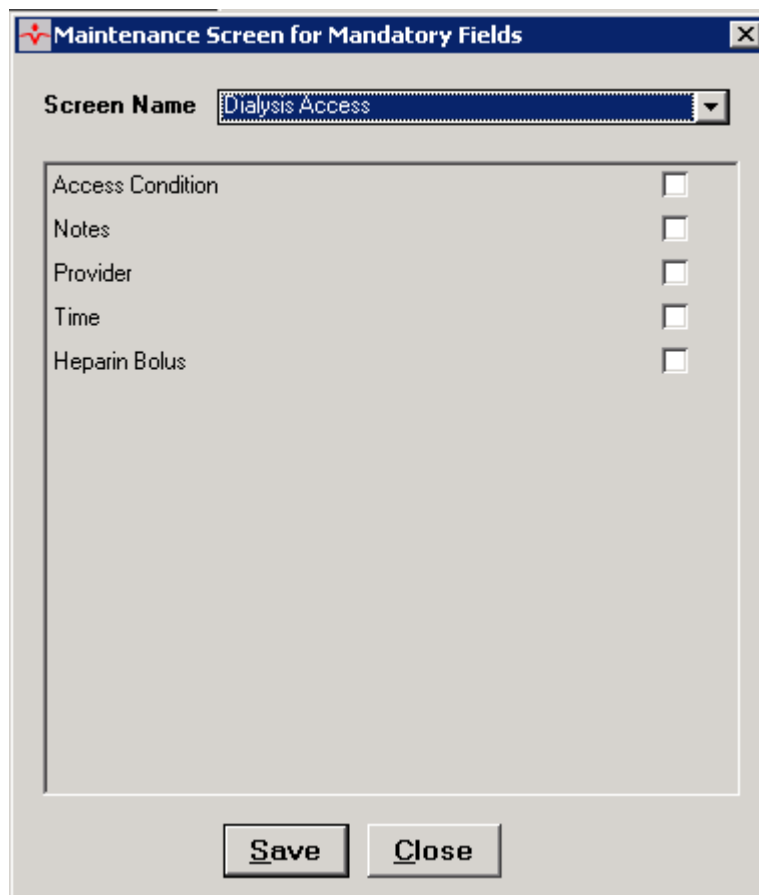 Maintenance Screen for Mandatory Fields
Screen Name Dialysis Access
Access Condition
Notes
Provider
Time
Heparin Bolus
Save Close